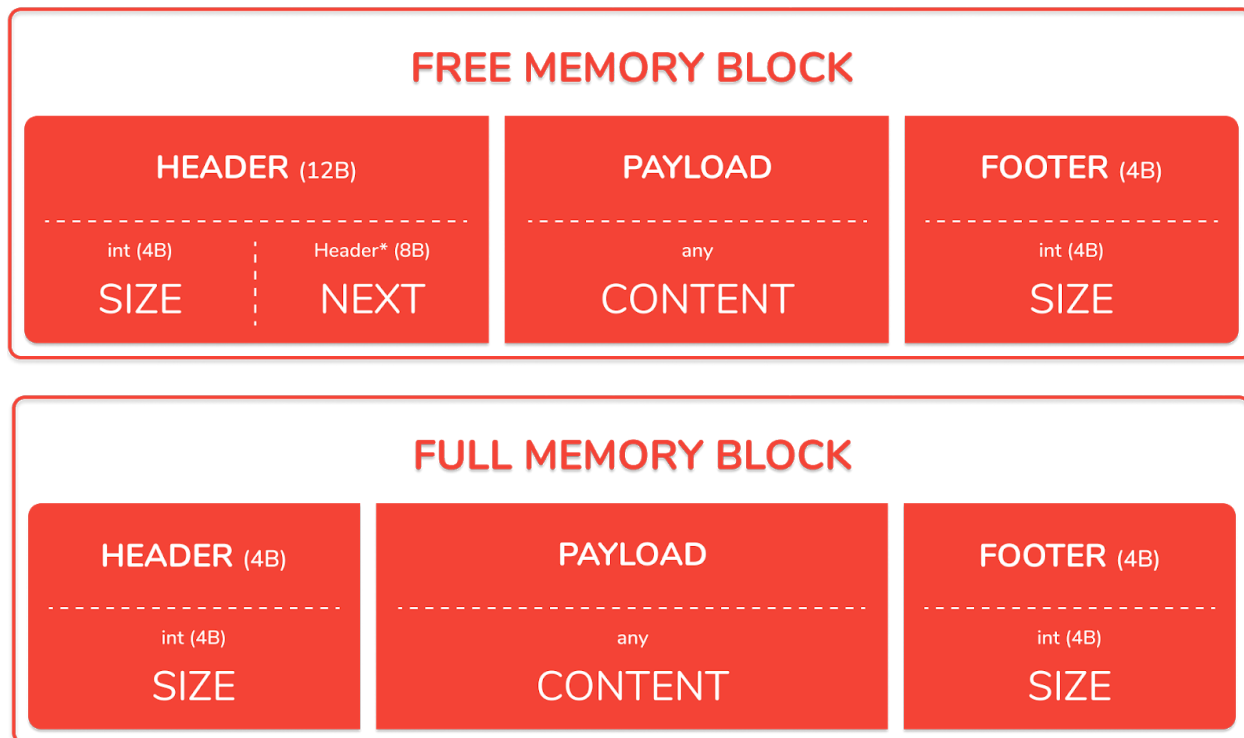 FREE MEMORY BLOCK
HEADER (12B)
PAYLOAD
FOOTER (4B)
int (4B)
Header* (8B)
any
int (4B)
SIZE
NEXT
CONTENT
SIZE
FULL MEMORY BLOCK
HEADER (4B)
PAYLOAD
FOOTER (4B)
int (4B)
any
int (4B)
SIZE
CONTENT
SIZE